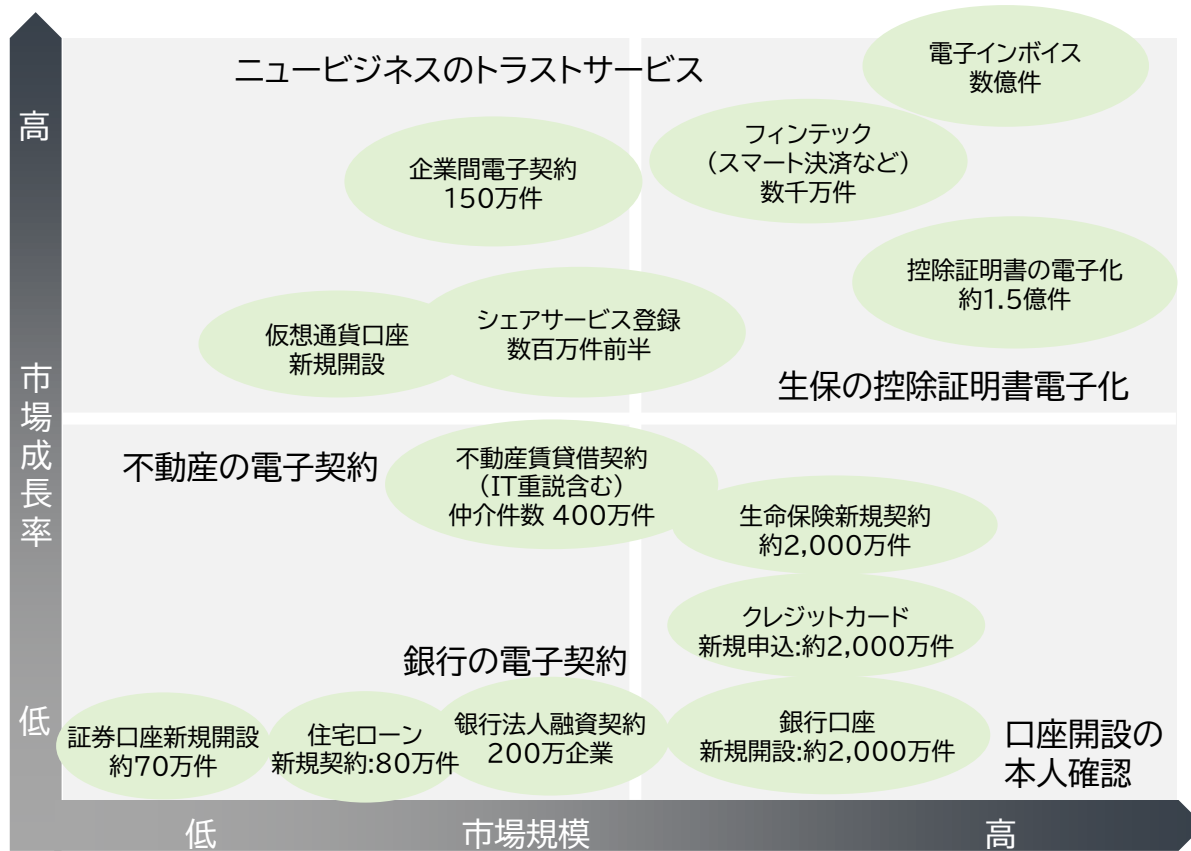 ニュービジネスのトラストサービス
電子インボイス
数億件
高
フィンテック
（スマート決済など）
数千万件
企業間電子契約
150万件
控除証明書の電子化
約1.5億件
シェアサービス登録
数百万件前半
仮想通貨口座
新規開設
生保の控除証明書電子化
市場成長率
不動産の電子契約
不動産賃貸借契約
（IT重説含む）
仲介件数 400万件
生命保険新規契約
約2,000万件
クレジットカード
新規申込:約2,000万件
銀行の電子契約
低
証券口座新規開設
約70万件
住宅ローン
新規契約:80万件
銀行法人融資契約
200万企業
銀行口座
新規開設:約2,000万件
口座開設の
本人確認
低
市場規模
高